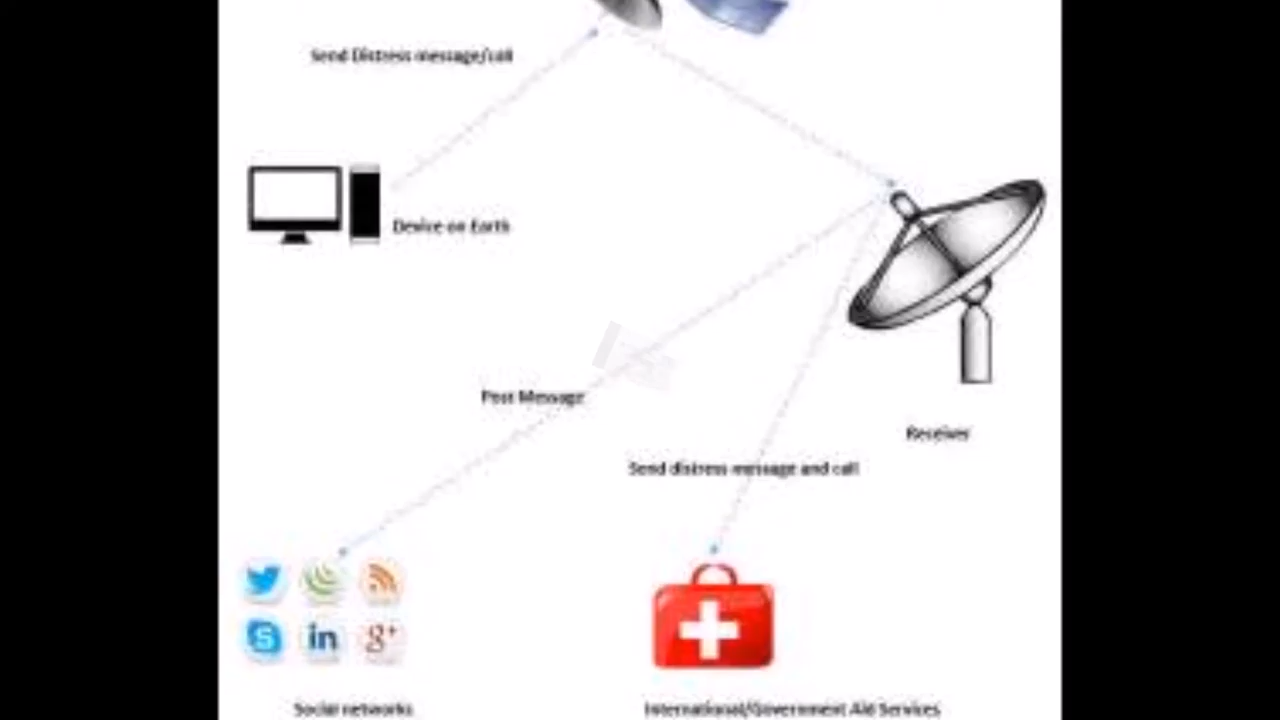 Send Distress message/call
Device on Earth
Post Message
Receiver
Send distress message and call
in
g+
Social networks
International/Government Aid Services